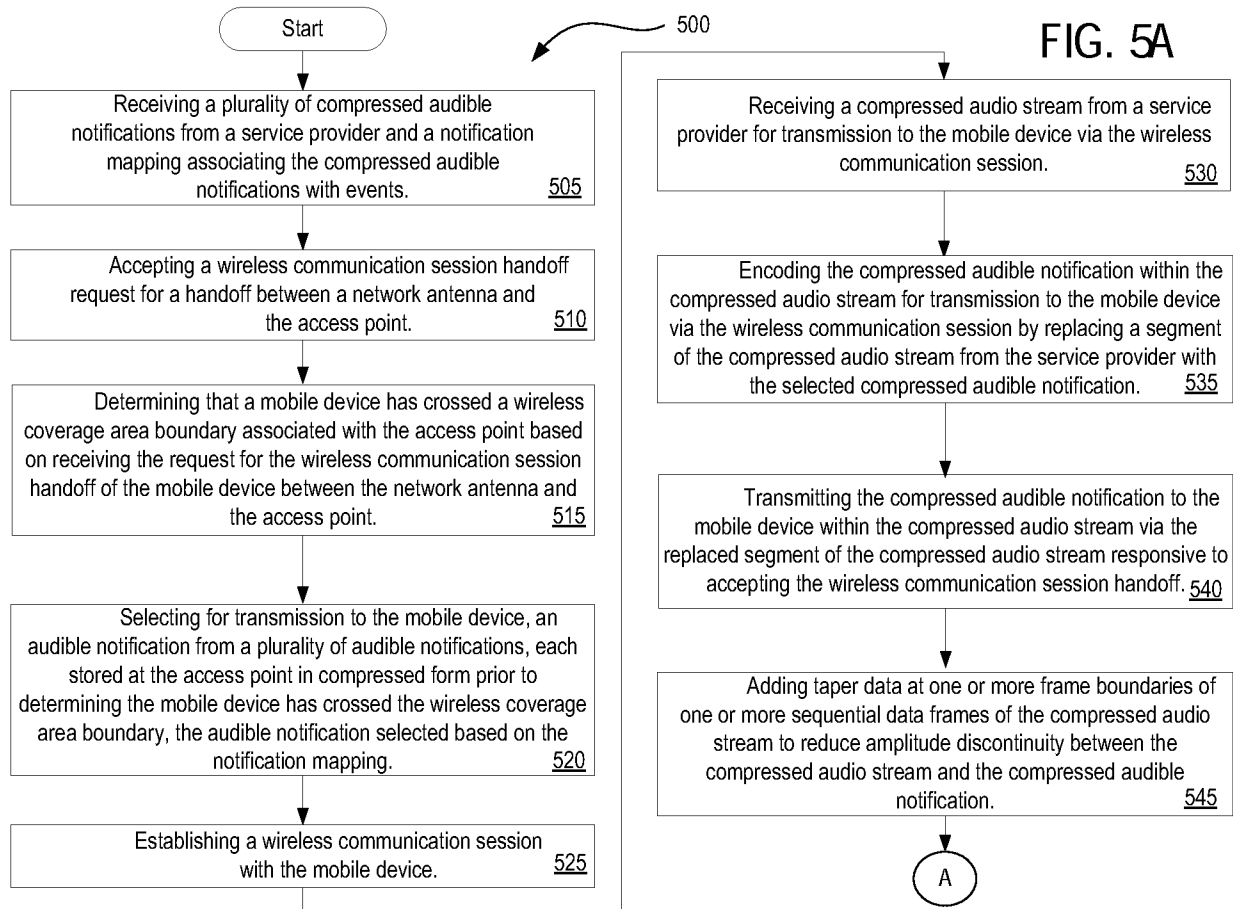 Start
500
FIG. 5A
Receiving a plurality of compressed audible
notifications from a service provider and a notification
mapping associating the compressed audible
notifications with events. 505
Accepting a wireless communication session handoff
request for a handoff between a network antenna and
the access point. 510
Determining that a mobile device has crossed a wireless
coverage area boundary associated with the access point based
on receiving the request for the wireless communication session
handoff of the mobile device between the network antenna and
the access point. 515
Selecting for transmission to the mobile device, an
audible notification from a plurality of audible notifications, each
stored at the access point in compressed form prior to
determining the mobile device has crossed the wireless coverage
area boundary, the audible notification selected based on the
notification mapping. 520
Establishing a wireless communication session
with the mobile device. 525
Receiving a compressed audio stream from a service
provider for transmission to the mobile device via the wireless
communication session. 530
Encoding the compressed audible notification within the
compressed audio stream for transmission to the mobile device
via the wireless communication session by replacing a segment
of the compressed audio stream from the service provider with
the selected compressed audible notification. 535
Transmitting the compressed audible notification to the
mobile device within the compressed audio stream via the
replaced segment of the compressed audio stream responsive to
accepting the wireless communication session handoff. 540
Adding taper data at one or more frame boundaries of
one or more sequential data frames of the compressed audio
stream to reduce amplitude discontinuity between the
compressed audio stream and the compressed audible
notification. 545
A